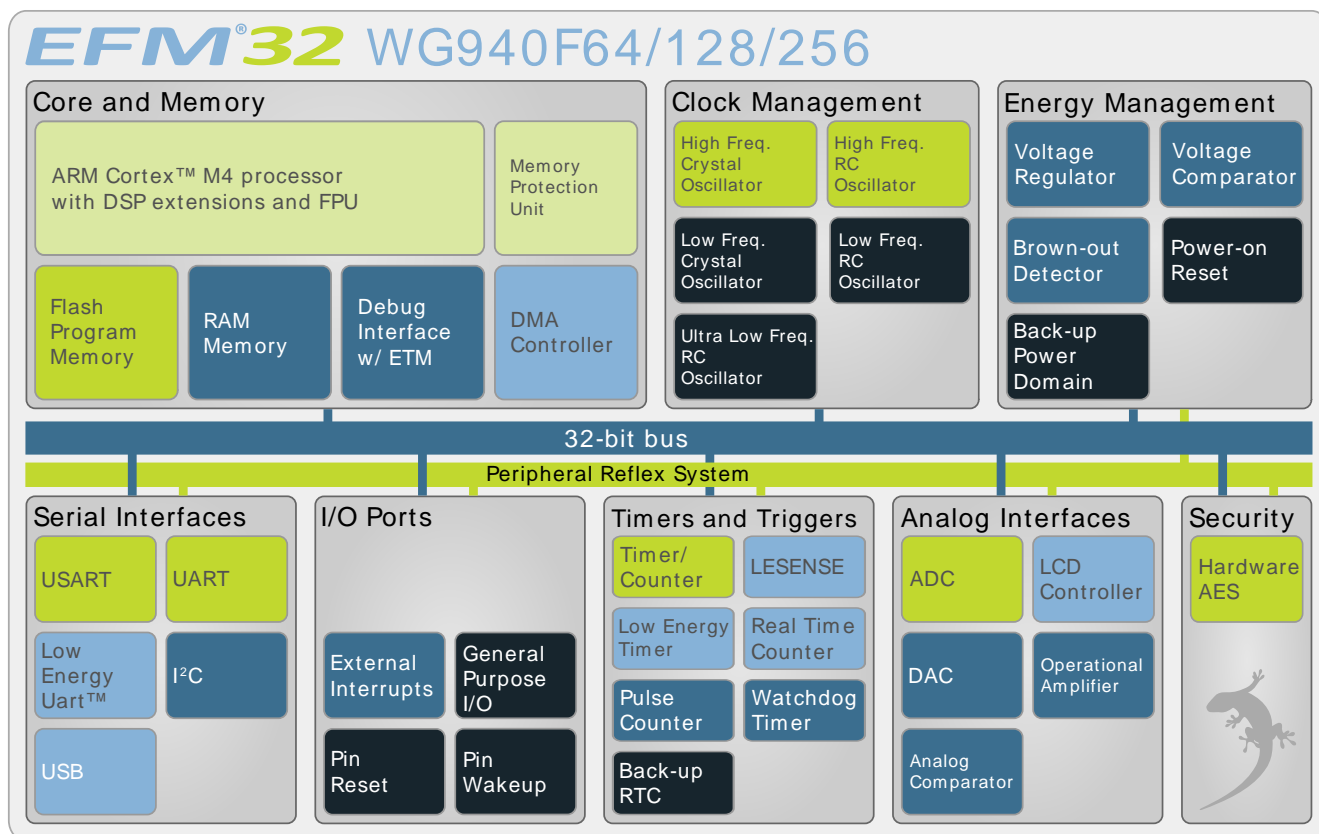 EFM®32 WG940F64/128/256
Core and Memory
ARM Cortex™ M4 processor
with DSP extensions and FPU
Memory
Protection
Unit
Flash
Program
Memory
RAM
Memory
Debug
Interface
w/ ETM
DMA
Controller
Clock Management
High Freq.
Crystal
Oscillator
High Freq.
RC
Oscillator
Low Freq.
Crystal
Oscillator
Low Freq.
RC
Oscillator
Ultra Low Freq.
RC
Oscillator
Energy Management
Voltage
Regulator
Voltage
Comparator
Brown-out
Detector
Power-on
Reset
Back-up
Power
Domain
32-bit bus
Peripheral Reflex System
Serial Interfaces
USART
UART
Low
Energy
Uart™
I²C
USB
I/O Ports
External
Interrupts
General
Purpose
I/O
Pin
Reset
Pin
Wakeup
Timers and Triggers
Timer/
Counter
LESENSE
Low Energy
Timer
Real Time
Counter
Pulse
Counter
Watchdog
Timer
Back-up
RTC
Analog Interfaces
ADC
LCD
Controller
DAC
Operational
Amplifier
Analog
Comparator
Security
Hardware
AES